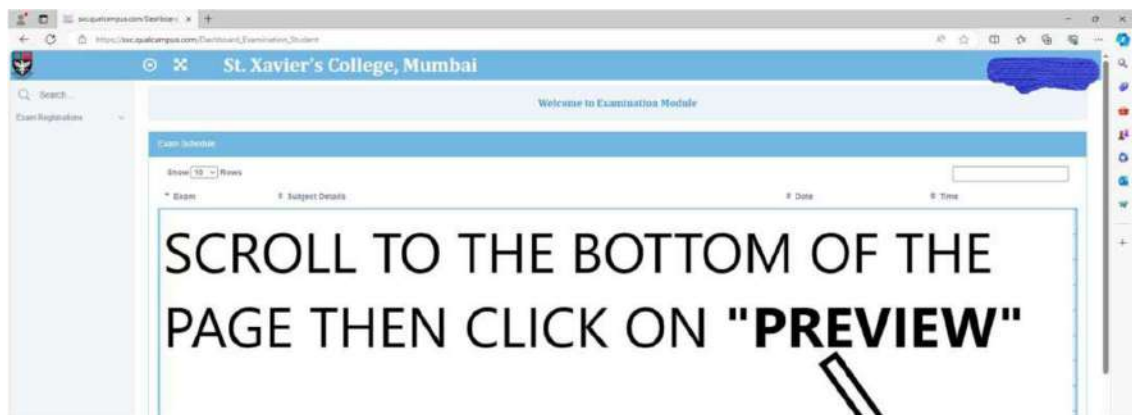 St. Xavier's College, Mumbai
Search...
Welcome to Examination Module
Exam Registrations
Exam Schedule
Show 10 Rows
Exam Subject Details Date Time
SCROLL TO THE BOTTOM OF THE
PAGE THEN CLICK ON "PREVIEW"